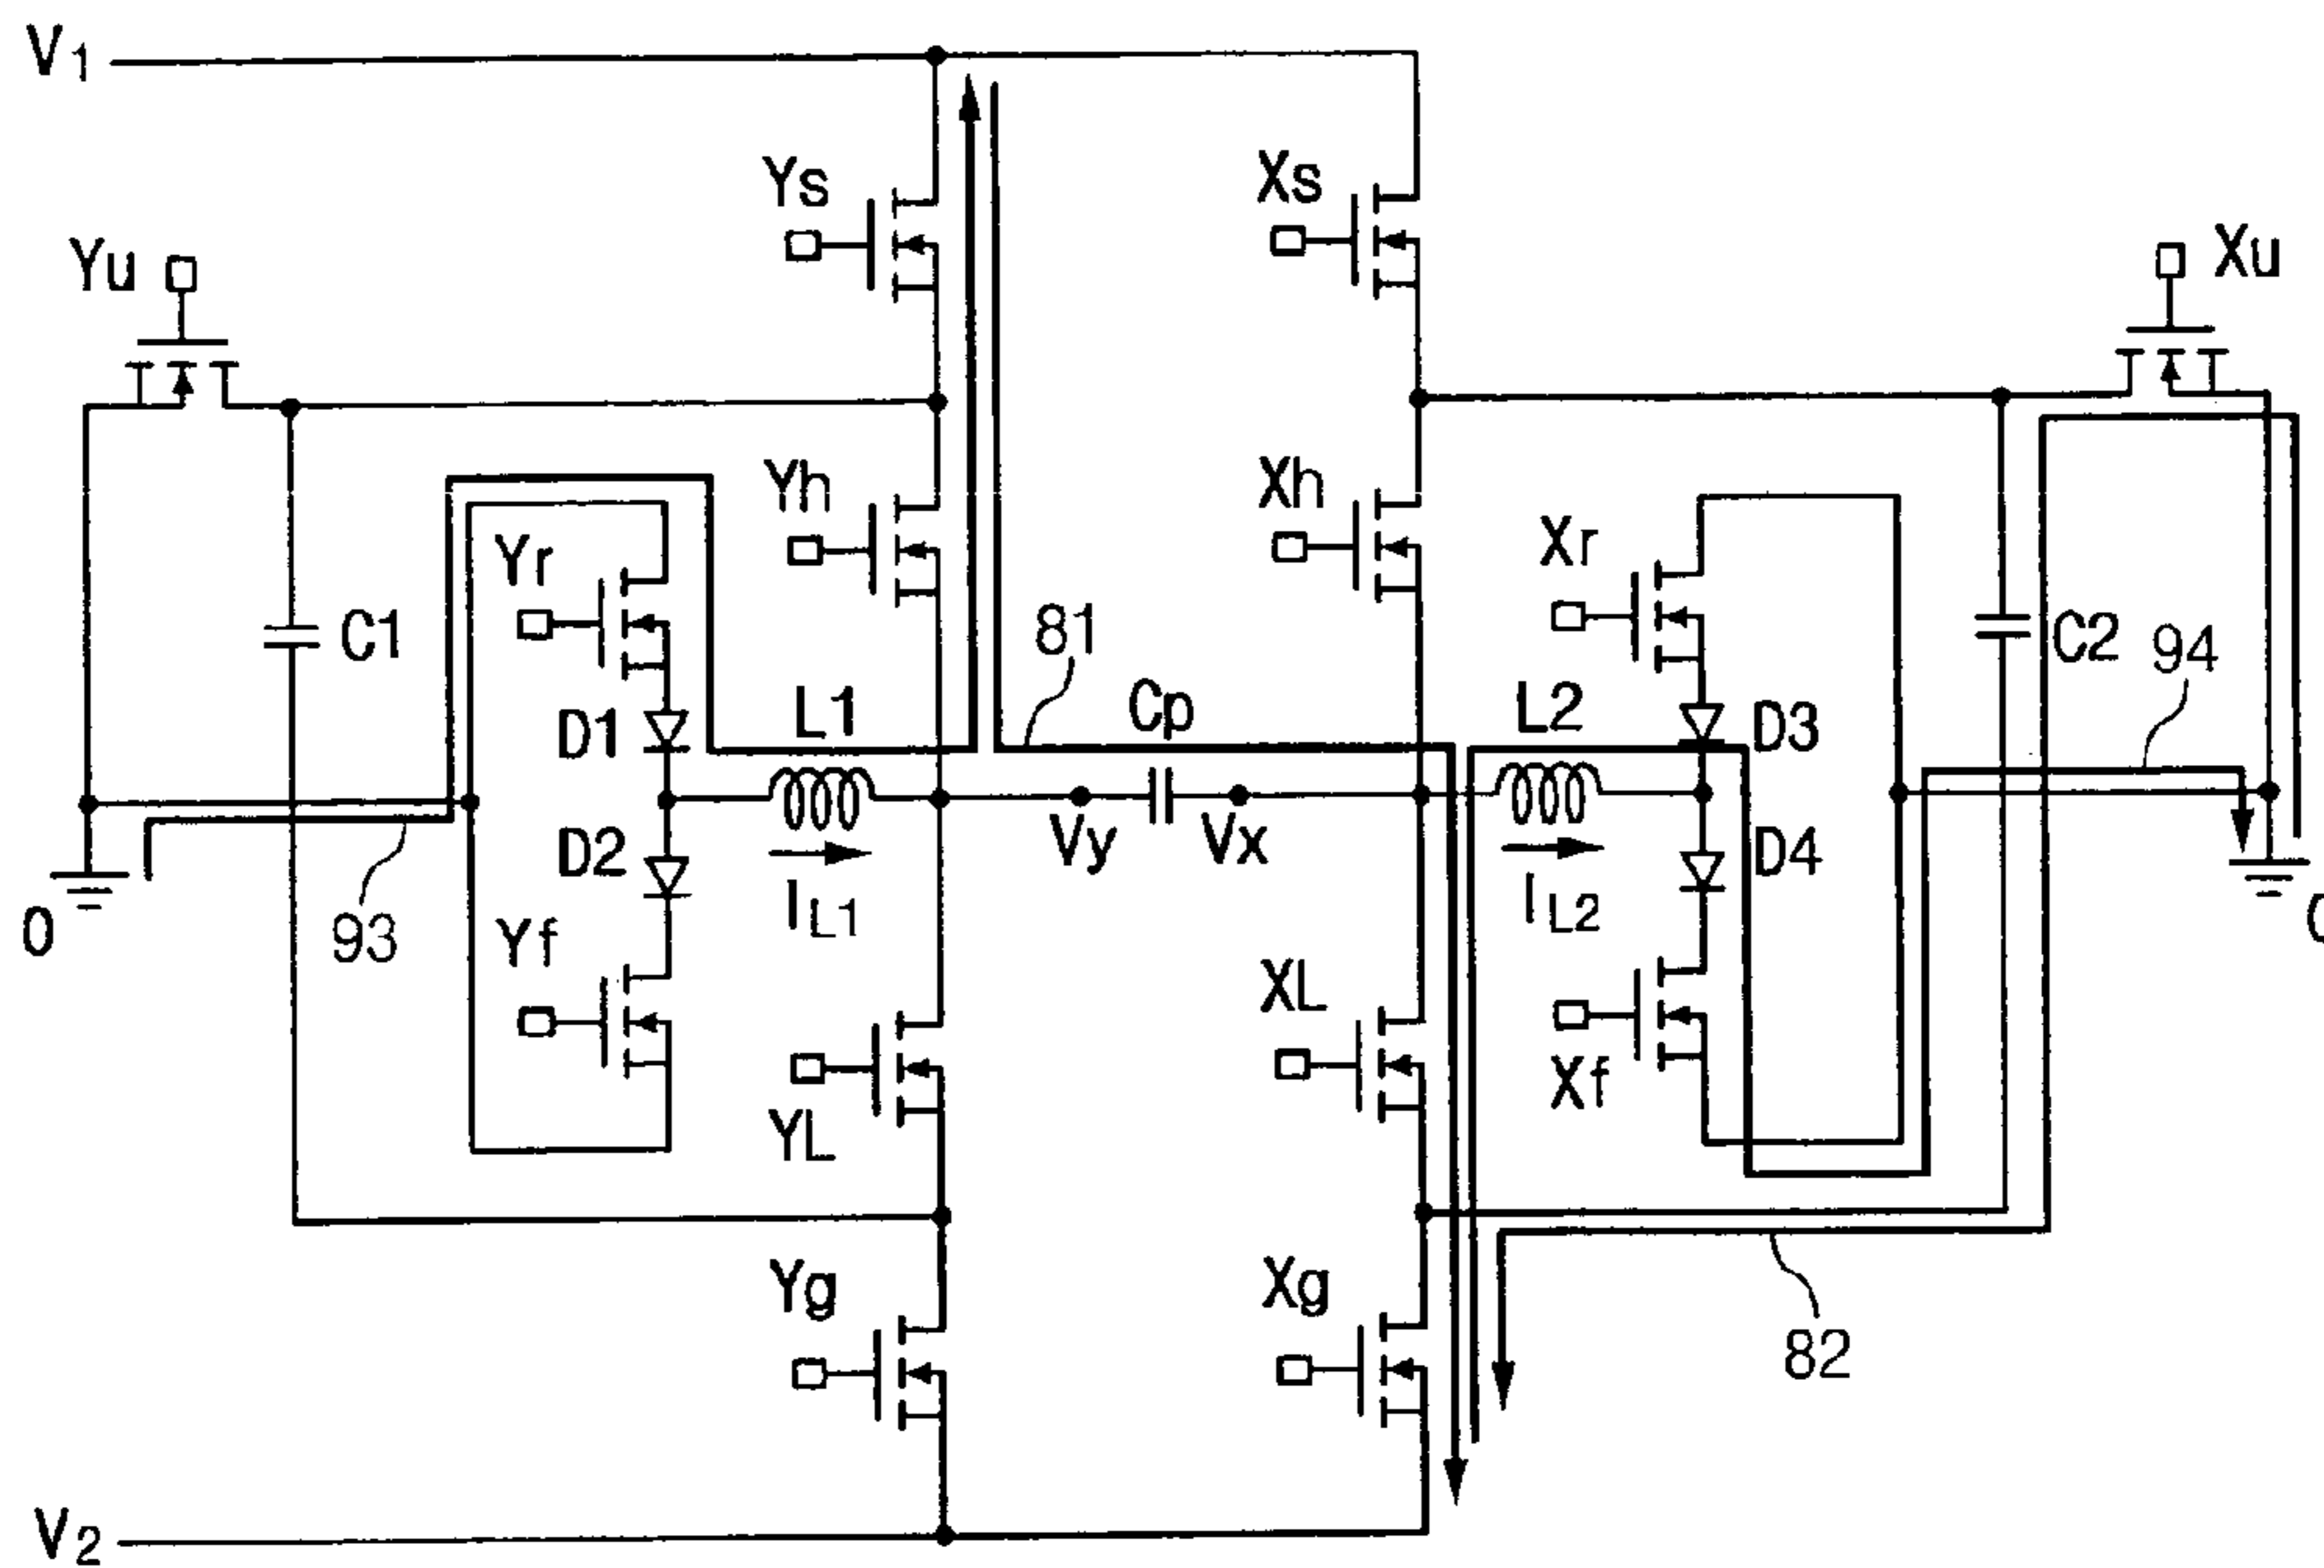 V1
Ys
Xs
Yu
Xu
Yh
Xh
Yr
Xr
C1
81
C2
94
L1
Cp
L2
D1
D3
D2
Vy
Vx
D4
IL1
IL2
0
93
Yf
XL
YL
Xf
Yg
Xg
82
V2